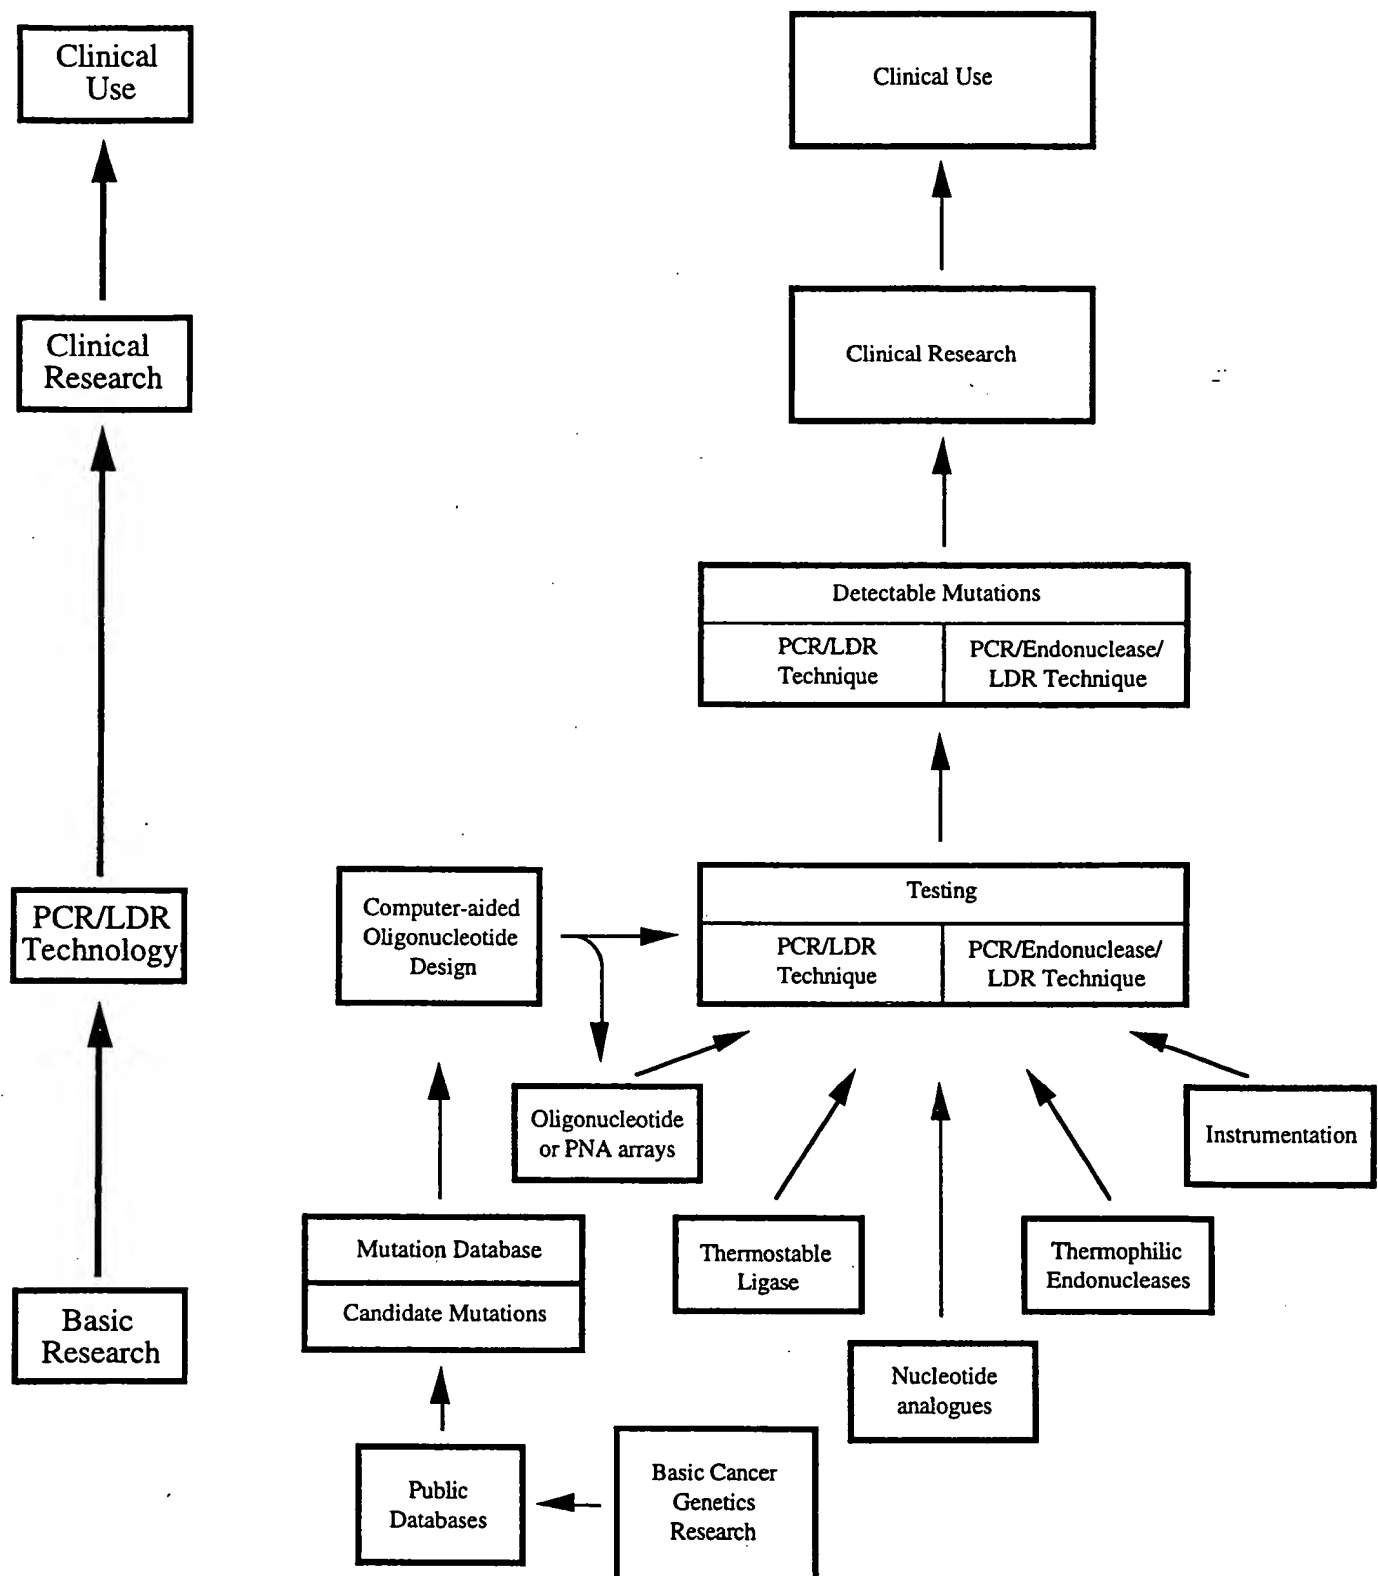 Clinical
Use
Clinical
Research
PCR/LDR
Technology
Basic
Research
Clinical Use
Clinical Research
Detectable Mutations
PCR/LDR
Technique
PCR/Endonuclease/
LDR Technique
Computer-aided
Oligonucleotide
Design
Testing
PCR/LDR
Technique
PCR/Endonuclease/
LDR Technique
Oligonucleotide
or PNA arrays
Instrumentation
Mutation Database
Candidate Mutations
Thermostable
Ligase
Thermophilic
Endonucleases
Nucleotide
analogues
Public
Databases
Basic Cancer
Genetics
Research